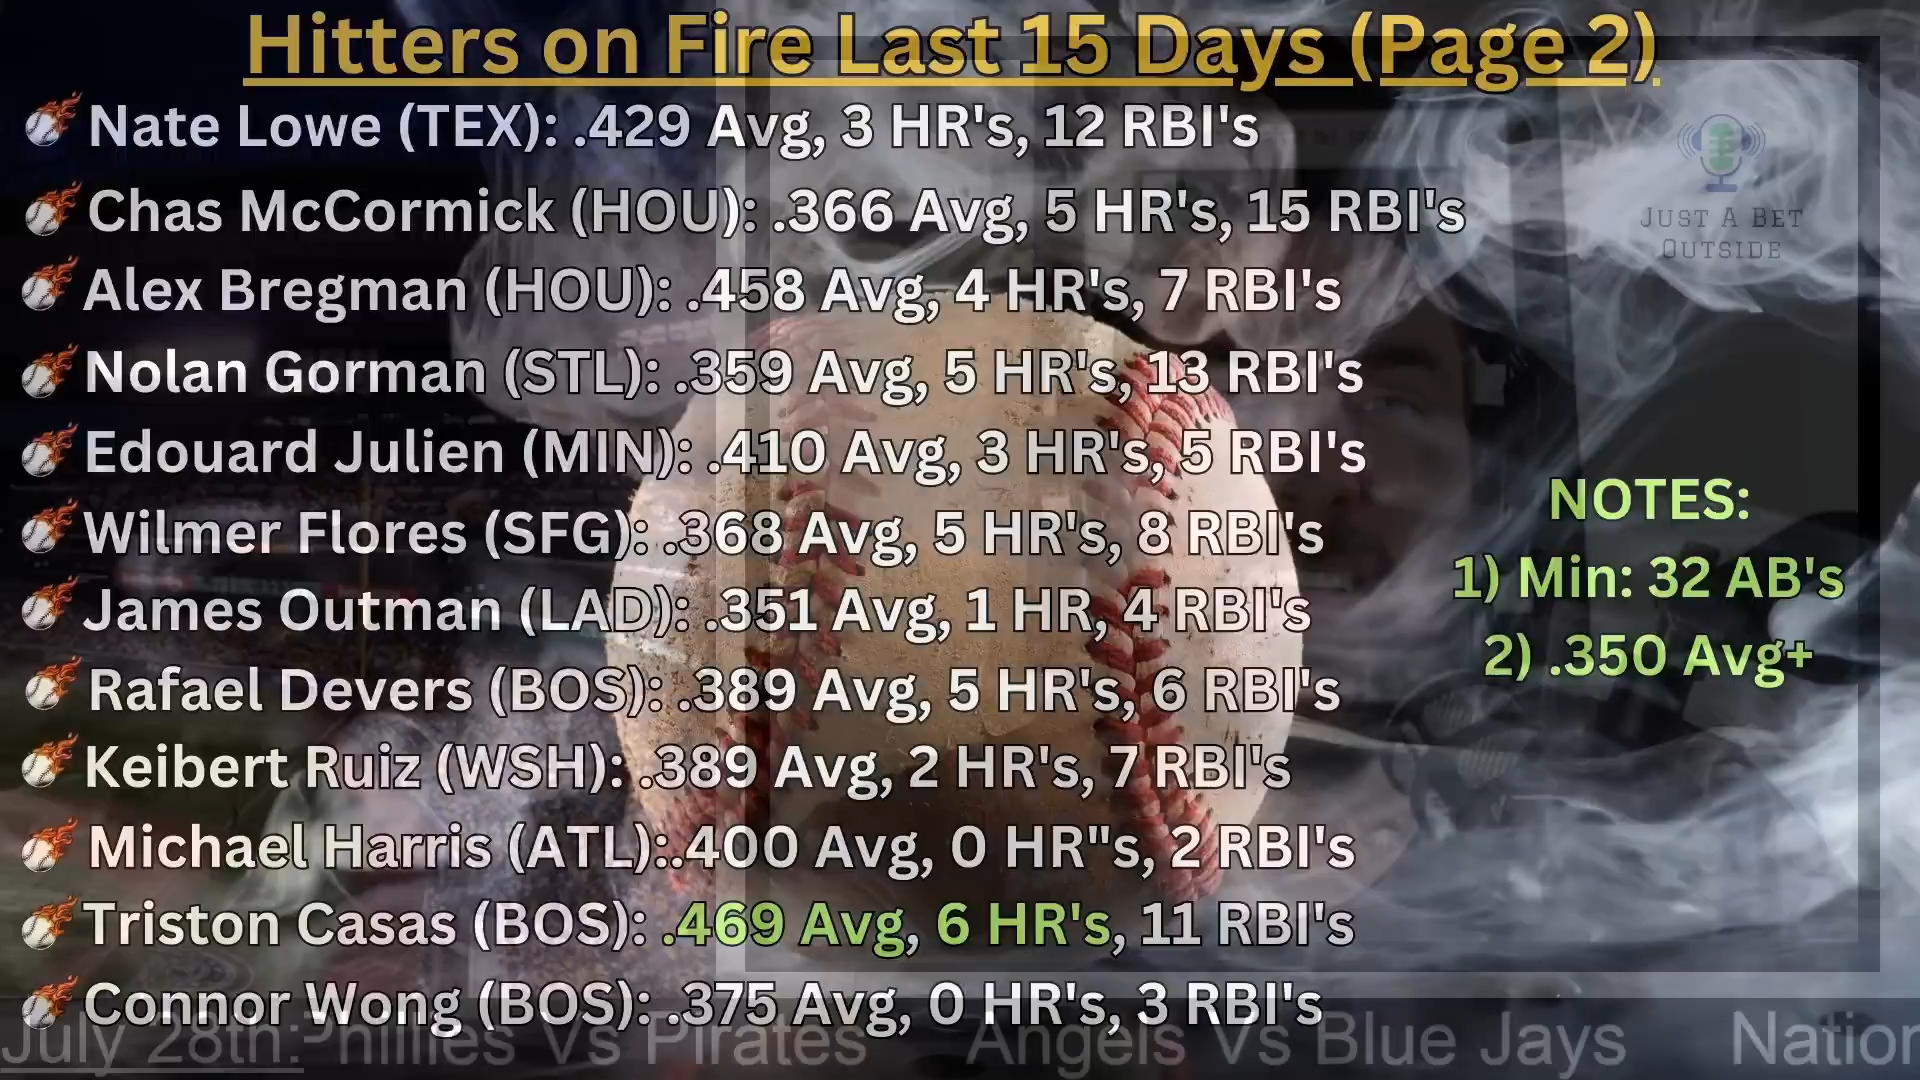 Hitters on Fire Last 15 Days (Page 2)
Nate Lowe (TEX): .429 Avg, 3 HR's, 12 RBI's
Chas McCormick (HOU): .366 Avg, 5 HR's, 15 RBI's
JUST A BET
OUTSIDE
Alex Bregman (HOU): .458 Avg, 4 HR's, 7 RBI's
Nolan Gorman (STL): .359 Avg, 5 HR's, 13 RBI's
Edouard Julien (MIN): .410 Avg, 3 HR's, 5 RBI's
Wilmer Flores (SFG): .368 Avg, 5 HR's, 8 RBI's
James Outman (LAD): .351 Avg, 1 HR, 4 RBI's
Rafael Devers (BOS): .389 Avg, 5 HR's, 6 RBI's
Keibert Ruiz (WSH): .389 Avg, 2 HR's, 7 RBI's
Michael Harris (ATL):.400 Avg, 0 HR"s, 2 RBI's
Triston Casas (BOS): .469 Avg, 6 HR's, 11 RBI's
Connor Wong (BOS): .375 Avg, 0 HR's, 3 RBI's
NOTES:
1) Min: 32 AB's
2) .350 Avg+
July 28th: Phillies Vs Pirates Angels Vs Blue Jays